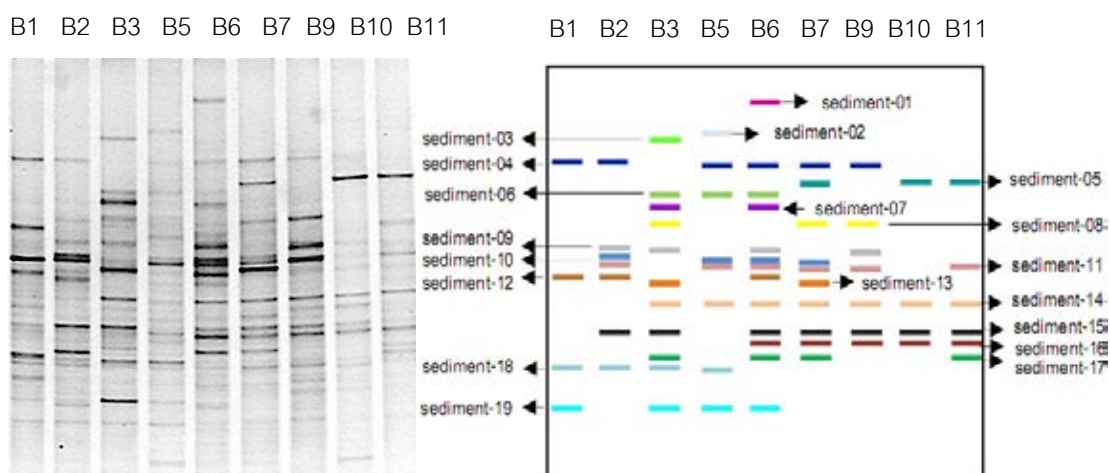 B1 B2 B3 B5 B6 B7 B9 B10 B11
B1 B2 B3 B5 B6 B7 B9 B10 B11
sediment-01
sediment-03
sediment-02
sediment-04
sediment-05
sediment-06
sediment-07
sediment-08
sediment-09
sediment-10
sediment-11
sediment-12
sediment-13
sediment-14
sediment-15
sediment-16
sediment-17
sediment-18
sediment-19